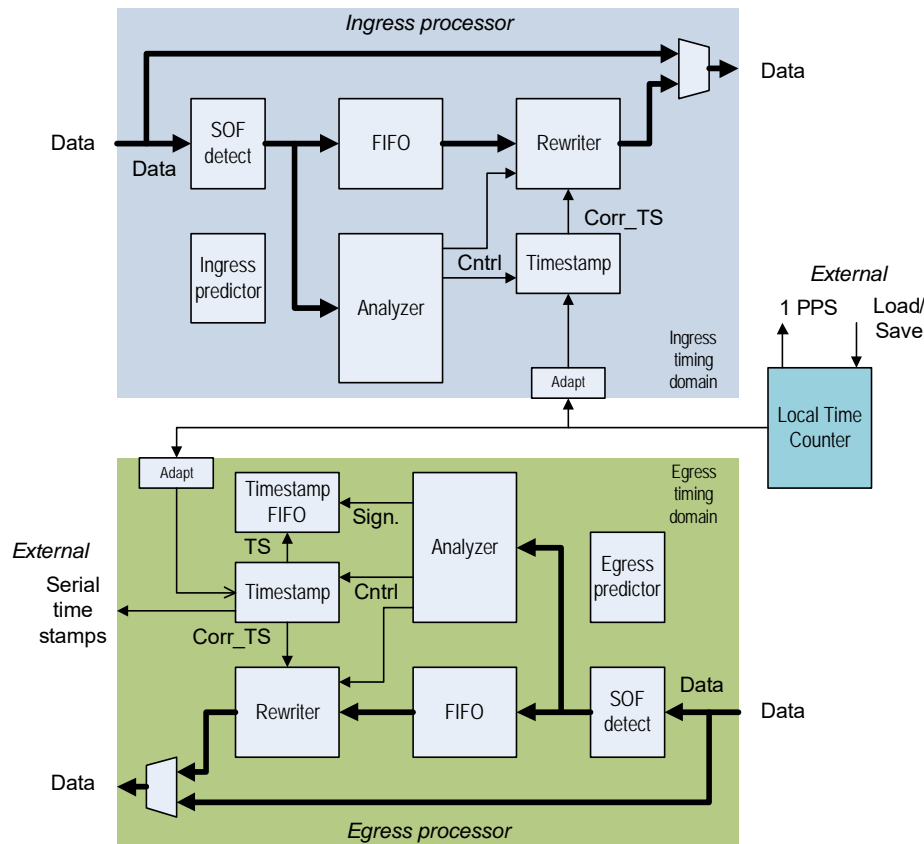 Ingress processor
Data
Data
Data
SOF
detect
FIFO
Rewriter
Corr_TS
Ingress
predictor
Analyzer
Cntrl
Timestamp
External
1 PPS
Load/
Save
Ingress
timing
domain
Adapt
Local Time
Counter
Adapt
Egress
timing
domain
Timestamp
FIFO
Sign.
Analyzer
TS
Egress
predictor
External
Serial
time
stamps
Timestamp
Cntrl
Corr_TS
Rewriter
FIFO
SOF
detect
Data
Data
Data
Egress processor